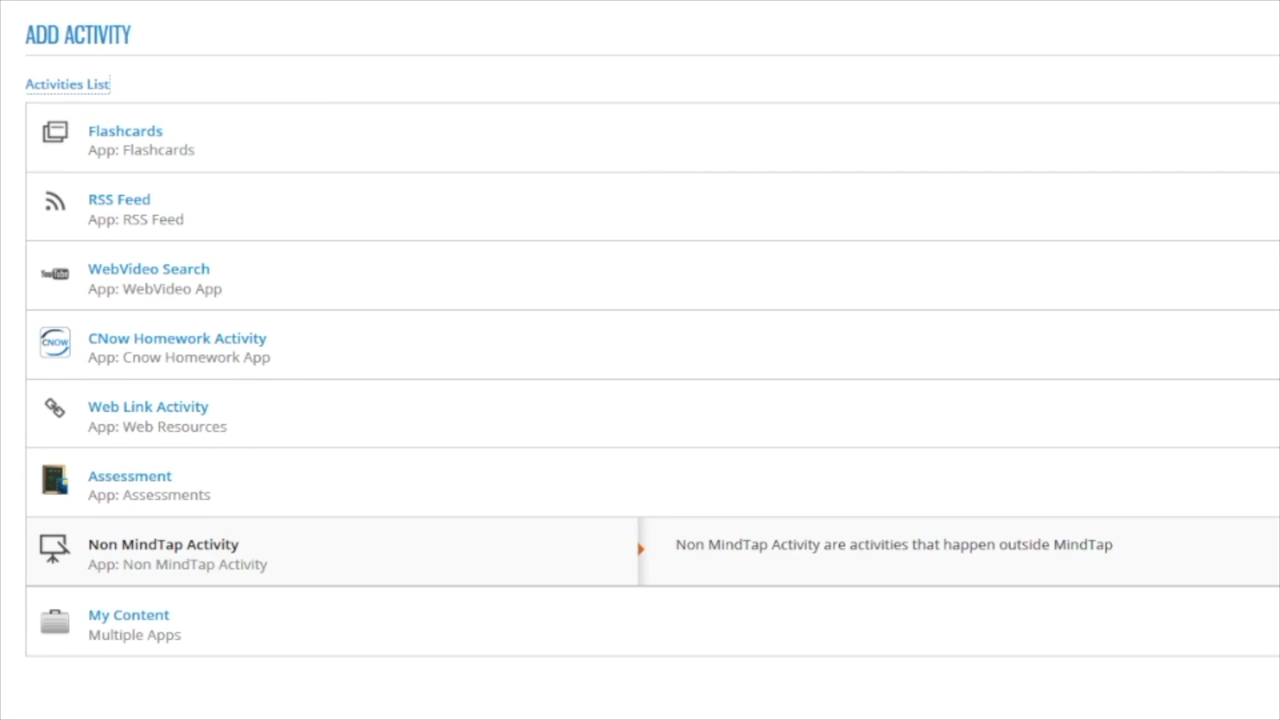 ADD ACTIVITY
Activities List
Flashcards
App: Flashcards
RSS Feed
App: RSS Feed
YouTube
WebVideo Search
App: WebVideo App
CNOW
CNow Homework Activity
App: Cnow Homework App
Web Link Activity
App: Web Resources
Assessment
App: Assessments
Non MindTap Activity
App: Non MindTap Activity
Non MindTap Activity are activities that happen outside MindTap
My Content
Multiple Apps